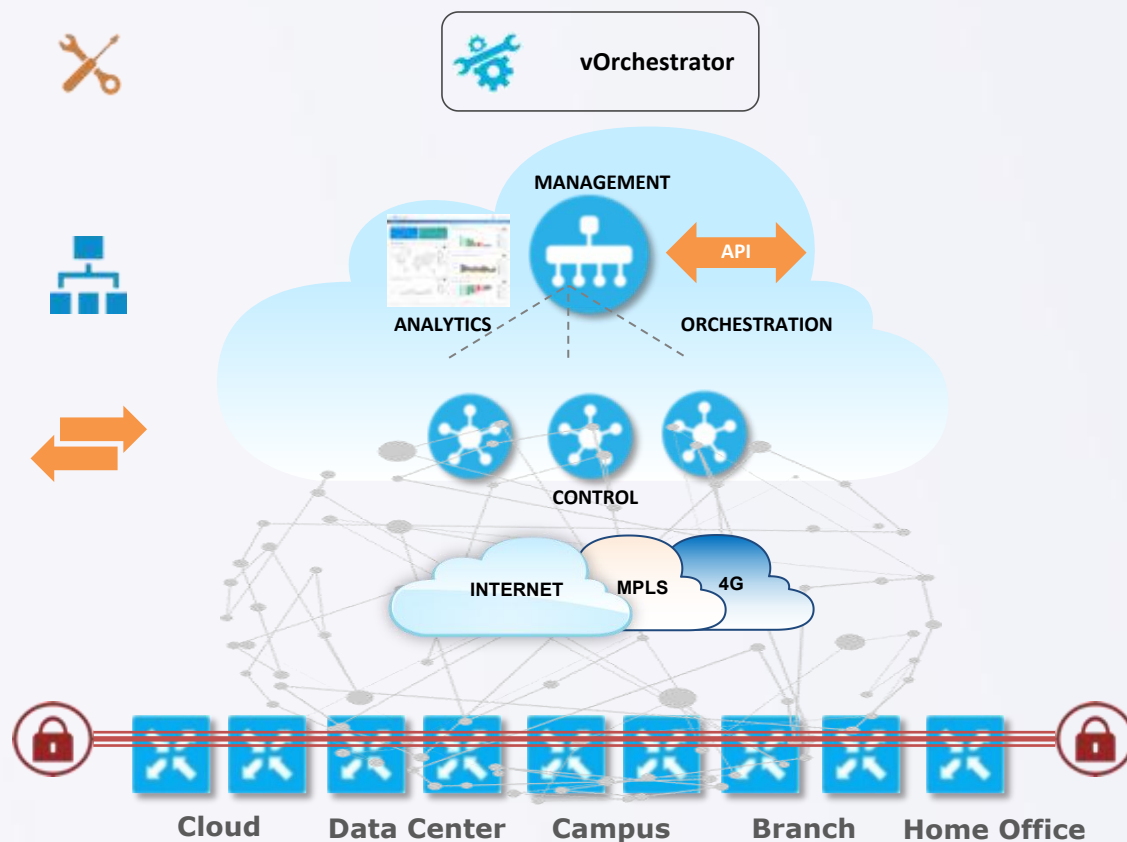 vOrchestrator
MANAGEMENT
API
ANALYTICS
ORCHESTRATION
CONTROL
INTERNET
MPLS
4G
Cloud
Data Center
Campus
Branch
Home Office